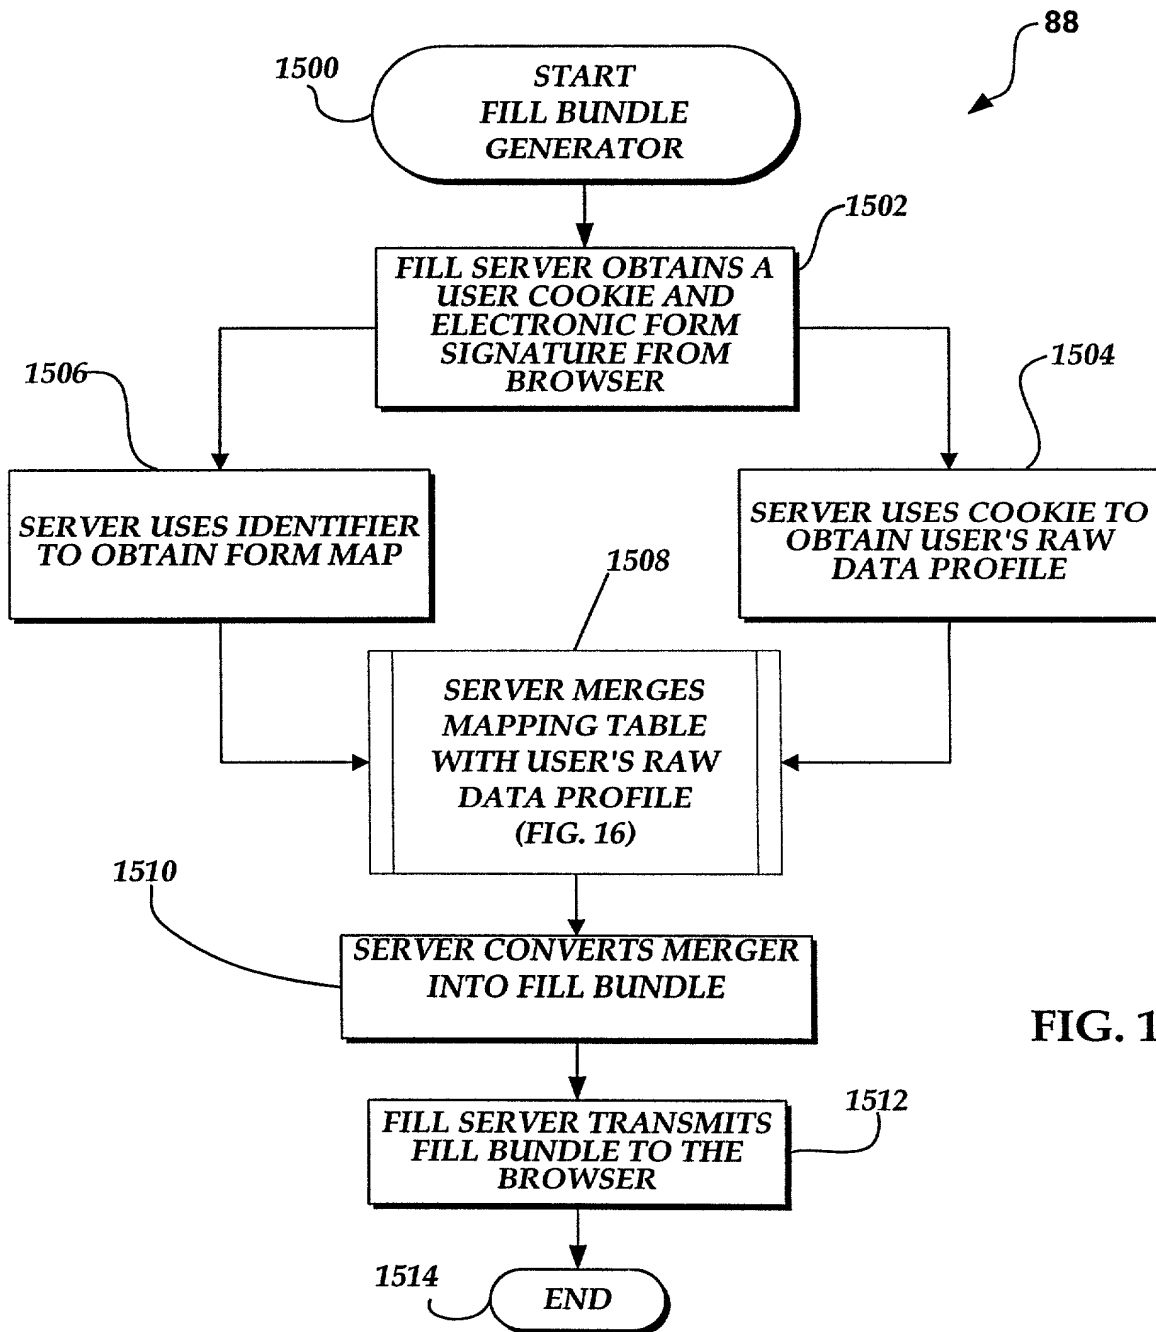 88
1500
START
FILL BUNDLE
GENERATOR
1502
FILL SERVER OBTAINS A
USER COOKIE AND
ELECTRONIC FORM
SIGNATURE FROM
BROWSER
1506
1504
SERVER USES IDENTIFIER
TO OBTAIN FORM MAP
SERVER USES COOKIE TO
OBTAIN USER'S RAW
DATA PROFILE
1508
SERVER MERGES
MAPPING TABLE
WITH USER'S RAW
DATA PROFILE
(FIG. 16)
1510
SERVER CONVERTS MERGER
INTO FILL BUNDLE
FIG. 1
1512
FILL SERVER TRANSMITS
FILL BUNDLE TO THE
BROWSER
1514
END